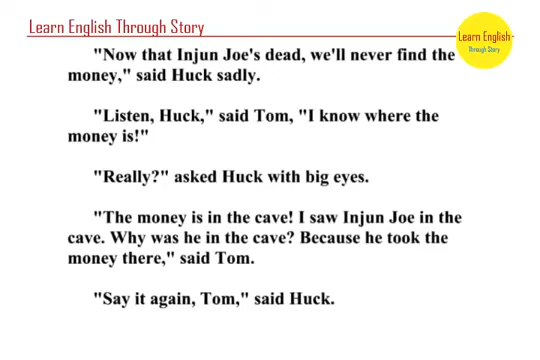 Learn English Through Story
Learn English
Through Story
"Now that Injun Joe's dead, we'll never find the
money," said Huck sadly.
"Listen, Huck," said Tom, "I know where the
money is!"
"Really?" asked Huck with big eyes.
"The money is in the cave! I saw Injun Joe in the
cave. Why was he in the cave? Because he took the
money there," said Tom.
"Say it again, Tom," said Huck.